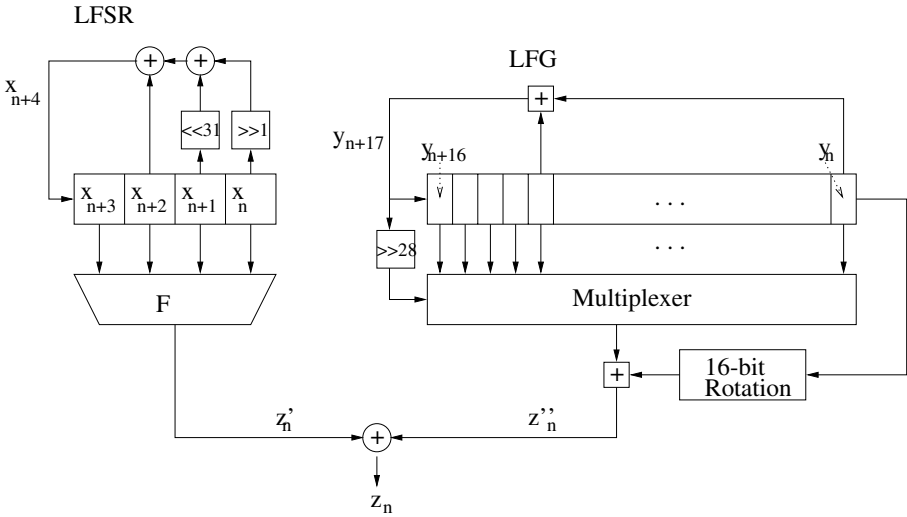 LFSR
LFG
+ +
+
x n+4
<<31 >>1
y n+17
y n+16
y n
x n+3 x n+2 x n+1 x n
. . .
>>28
. . .
F
Multiplexer
+
16-bit
Rotation
z n '
z '' n
+
z n